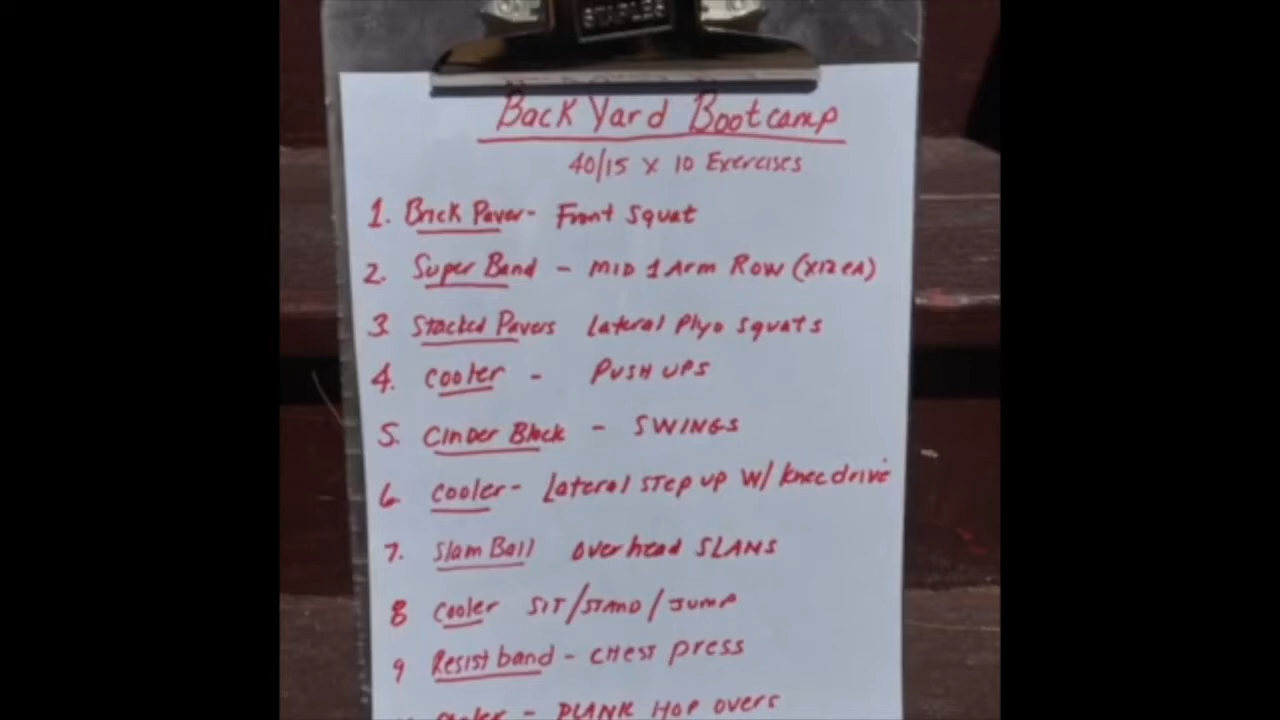 STAPLES
Back Yard Bootcamp
40/15 x 10 Exercises
1. Brick Paver- Front Squat
2. Super Band - MID 1 Arm Row (x12 eA)
3. Stacked Pavers Lateral Plyo Squats
4. Cooler - Push ups
5. Cinder Block - SWINGS
6 Cooler- Lateral Step up w/ knee drive
7. Slam Ball overhead SLAMS
8 Cooler SIT/STAND/JUMP
9 Resist band - CHEST press
Cooler - PLANK HOP overs